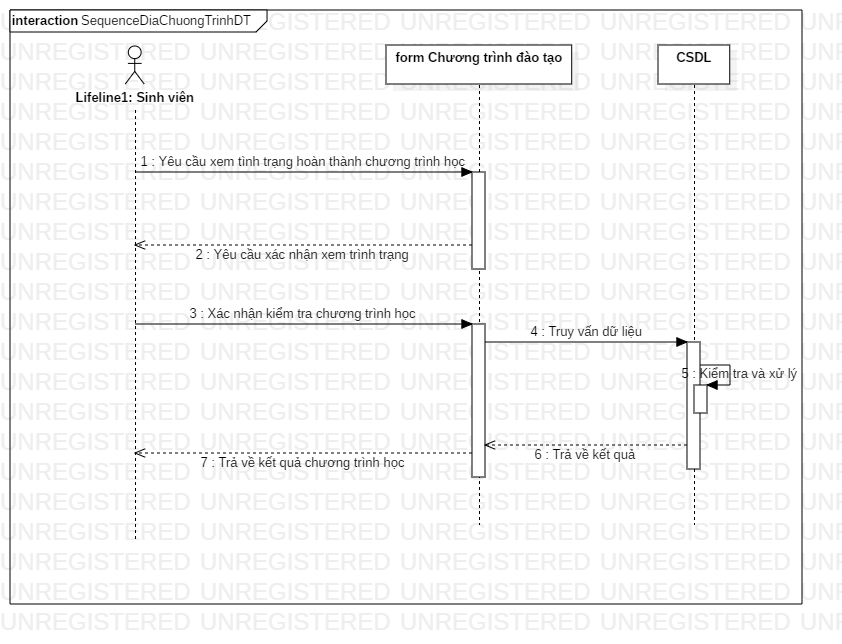 interaction SequenceDiaChuongTrinhDT
form Chương trình đào tạo
CSDL
Lifeline1: Sinh viên
1 : Yêu cầu xem tình trạng hoàn thành chương trình học
2 : Yêu cầu xác nhận xem trình trạng
3 : Xác nhận kiểm tra chương trình học
4 : Truy vấn dữ liệu
5 : Kiểm tra và xử lý
6 : Trả về kết quả
7 : Trả về kết quả chương trình học
UNREGISTERED